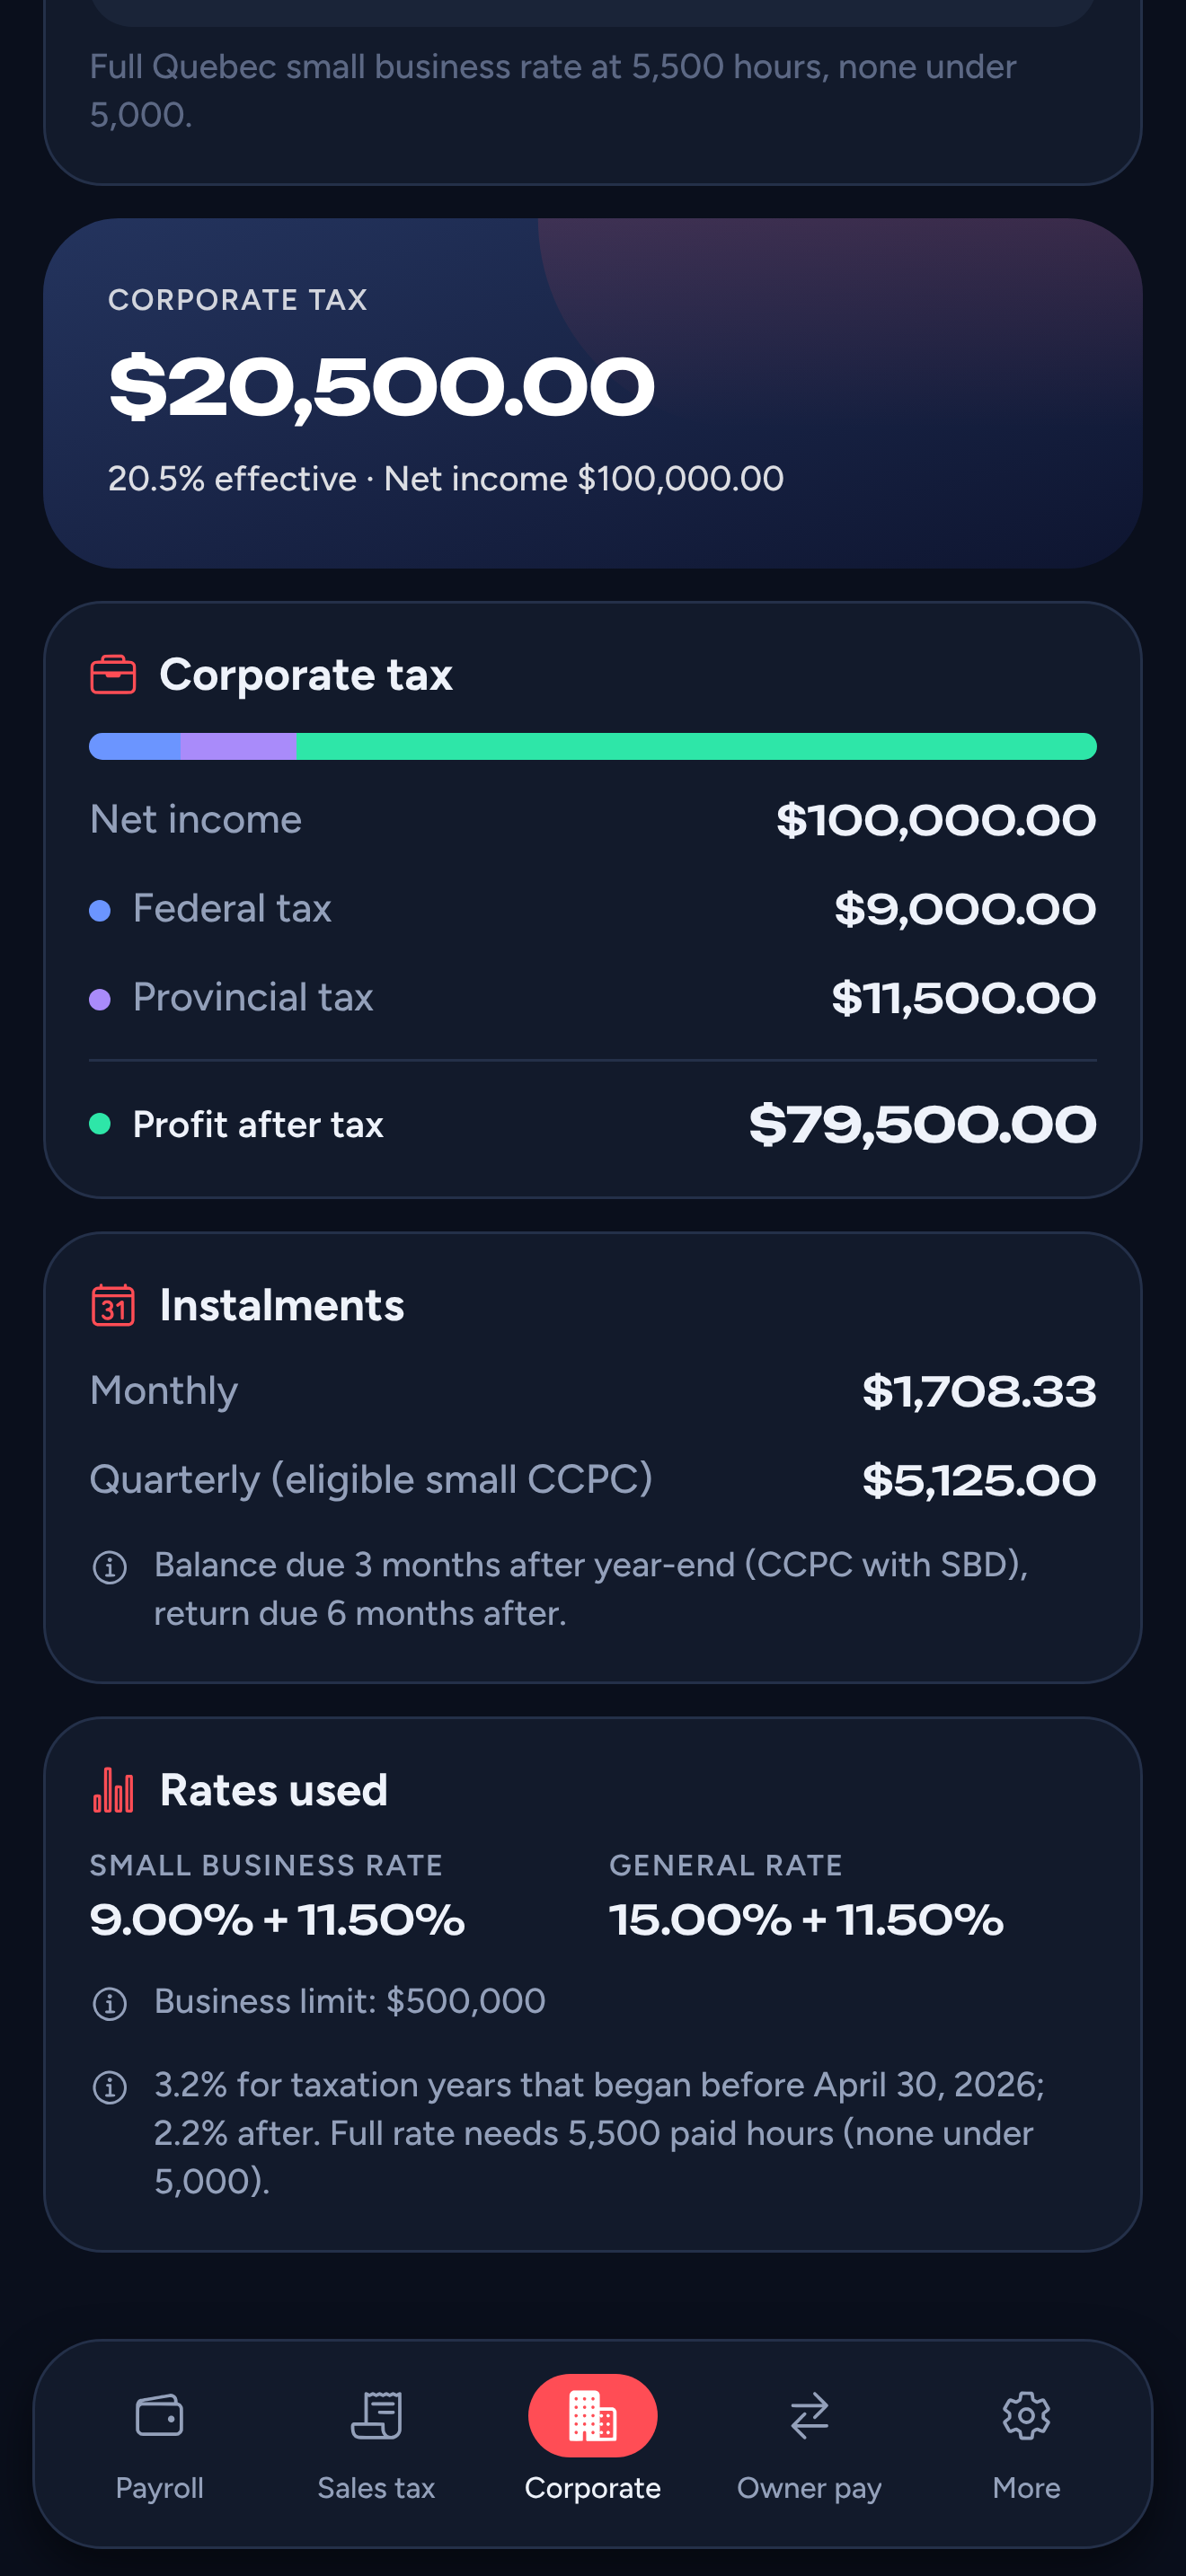 Full Quebec small business rate at 5,500 hours, none under
5,000.
CORPORATE TAX
$20,500.00
20.5% effective · Net income $100,000.00
Corporate tax
Net income $100,000.00
Federal tax $9,000.00
Provincial tax $11,500.00
Profit after tax $79,500.00
31 Instalments
Monthly $1,708.33
Quarterly (eligible small CCPC) $5,125.00
Balance due 3 months after year-end (CCPC with SBD),
return due 6 months after.
Rates used
SMALL BUSINESS RATE GENERAL RATE
9.00% + 11.50% 15.00% + 11.50%
Business limit: $500,000
3.2% for taxation years that began before April 30, 2026;
2.2% after. Full rate needs 5,500 paid hours (none under
5,000).
Payroll Sales tax Corporate Owner pay More